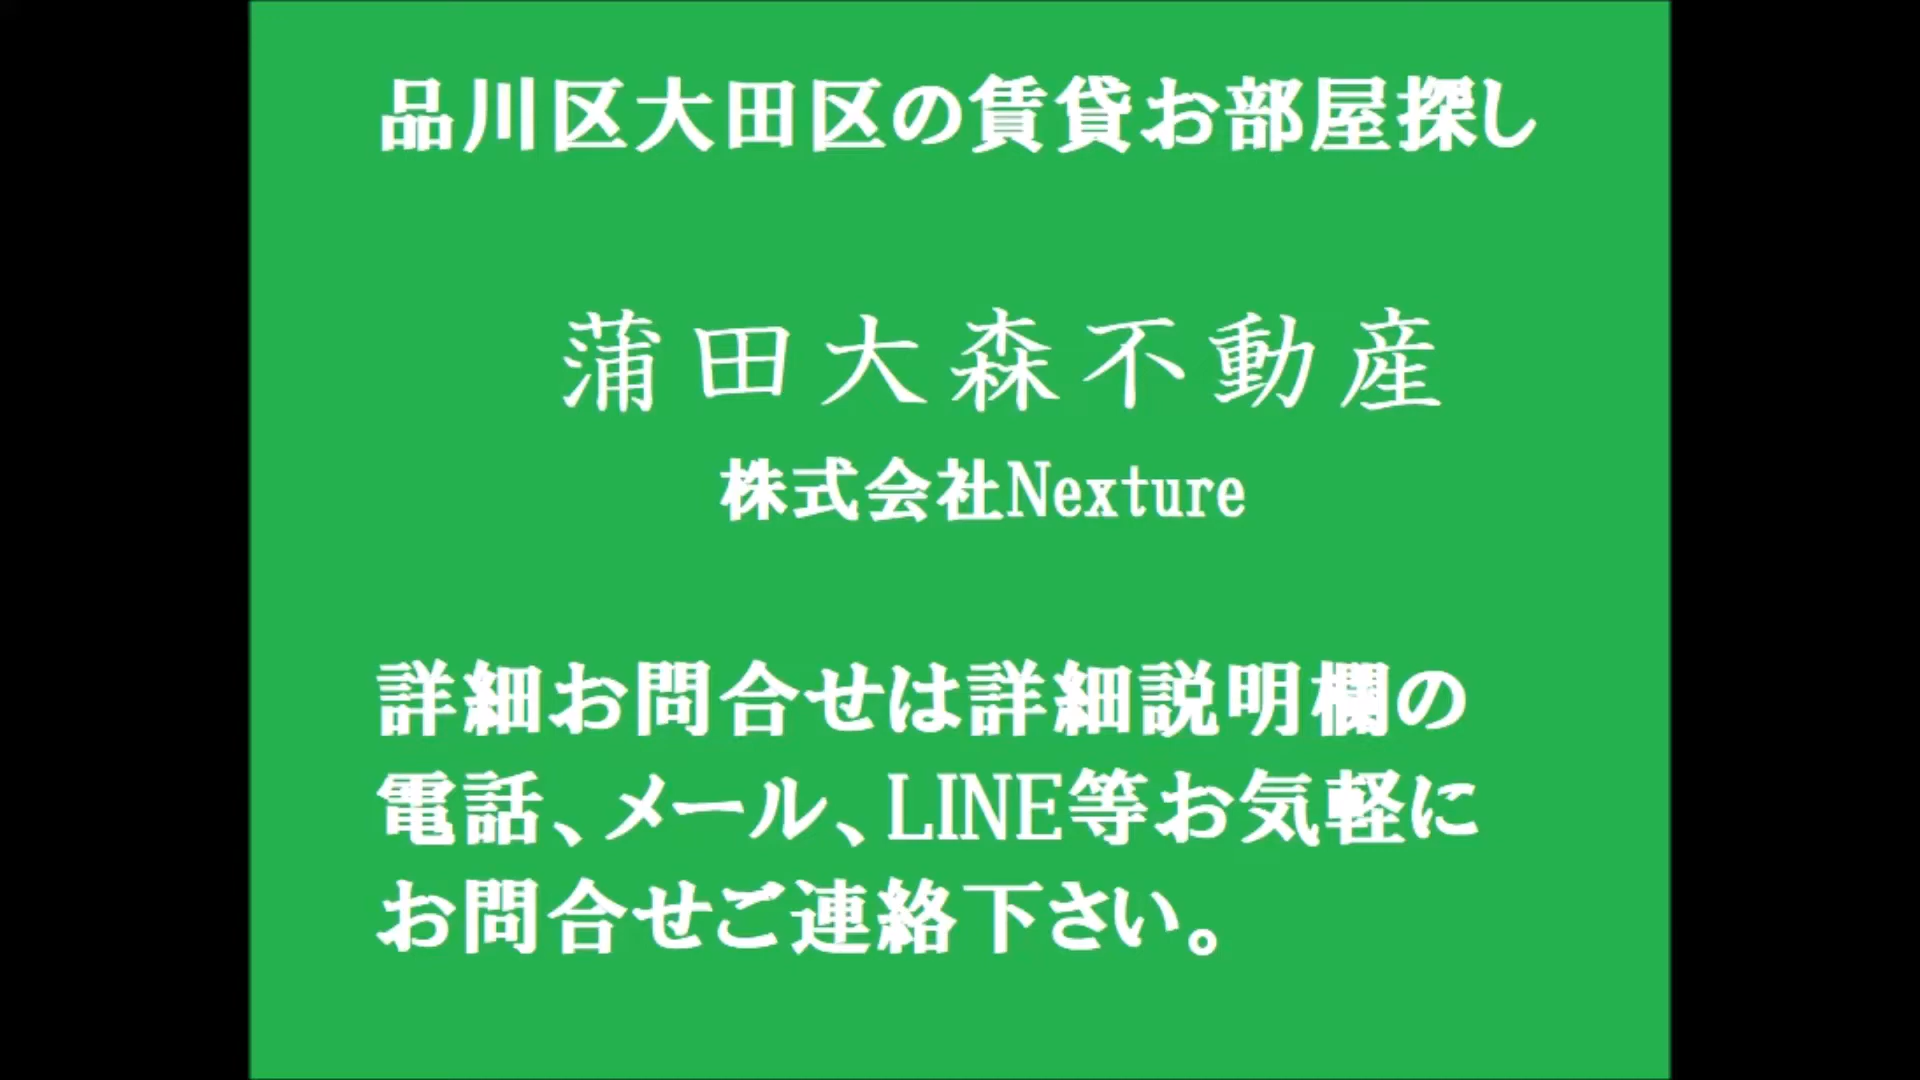 品川区大田区の賃貸お部屋探し
蒲田大森不動産
株式会社Nexture
詳細お問合せは詳細説明欄の
電話、メール、LINE等お気軽に
お問合せご連絡下さい。